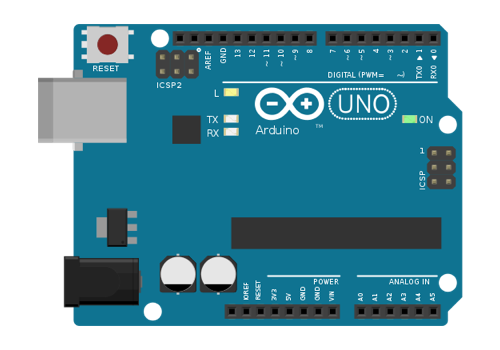 RESET
ICSP2
AREF
GND
13
12
~ 11
~ 10
~ 9
8
7
~ 6
~ 5
4
~ 3
2
TX0 ▶ 1
RX0 ◀ 0
DIGITAL (PWM= ~)
L
TX
RX
UNO
Arduino
TM
ON
1
ICSP
POWER
ANALOG IN
IOREF
RESET
3V3
5V
GND
GND
VIN
A0
A1
A2
A3
A4
A5